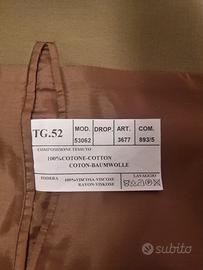 TG.52
MOD. DROP. ART. COM.
53062 3677 893/5
COMPOSIZIONE TESSUTO
100%COTONE-COTTON
COTON-BAUMWOLLE
FODERA
100%VISCOSA-VISCOSE
RAYON-VISKOSE
LAVAGGIO
subito